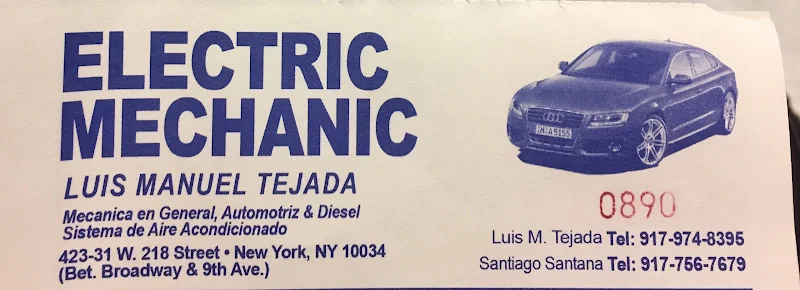 ELECTRIC
MECHANIC
LUIS MANUEL TEJADA
Mecanica en General, Automotriz & Diesel
Sistema de Aire Acondicionado
423-31 W. 218 Street • New York, NY 10034
(Bet. Broadway & 9th Ave.)
IN·A 5155
0890
Luis M. Tejada Tel: 917-974-8395
Santiago Santana Tel: 917-756-7679